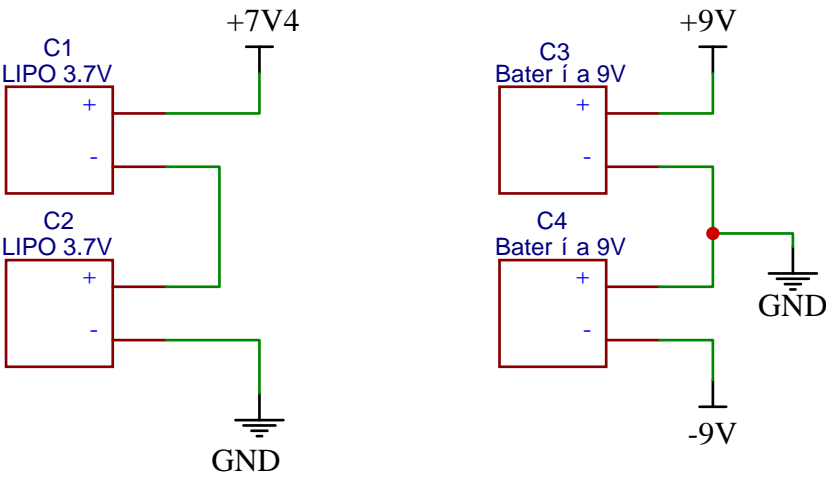 +7V4
C1
LIPO 3.7V
+
-
C2
LIPO 3.7V
+
-
GND
+9V
C3
Bater í a 9V
+
-
C4
Bater í a 9V
+
-
GND
-9V